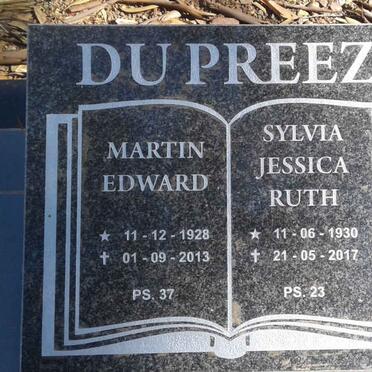 DU PREEZ
MARTIN
EDWARD
★ 11 - 12 - 1928
✝ 01 - 09 - 2013
PS. 37
SYLVIA
JESSICA
RUTH
★ 11 - 06 - 1930
✝ 21 - 05 - 2017
PS. 23